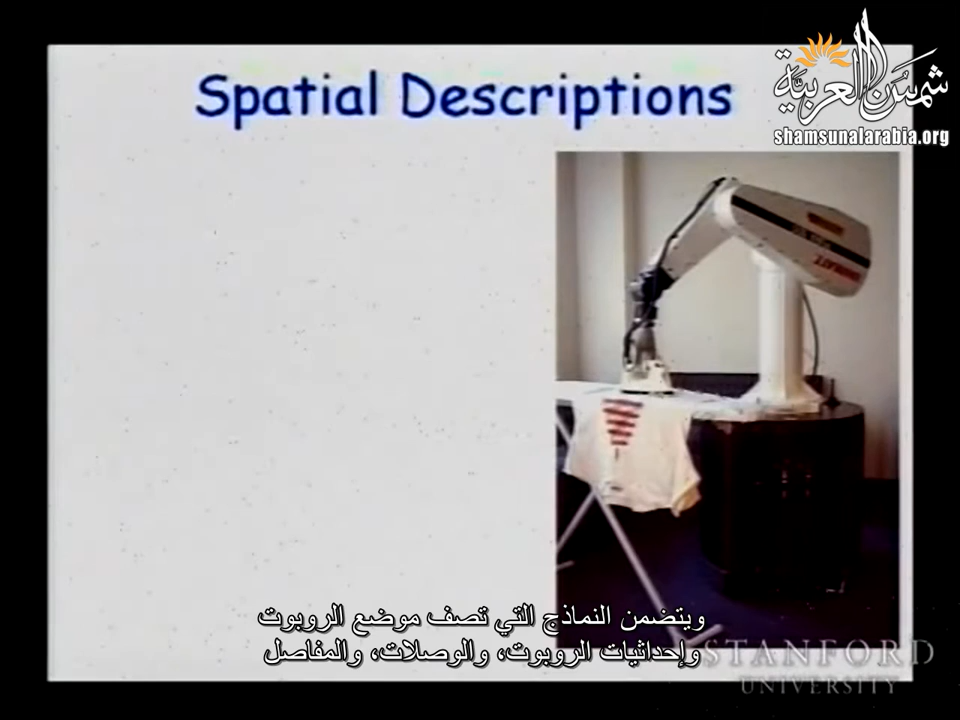 شمسُ العربية
shamsunalarabia.org
Spatial Descriptions
ويتضمن النماذج التي تصف موضع الروبوت
وإحداثيات الروبوت، والوصلات، والمفاصل
STANFORD
UNIVERSITY